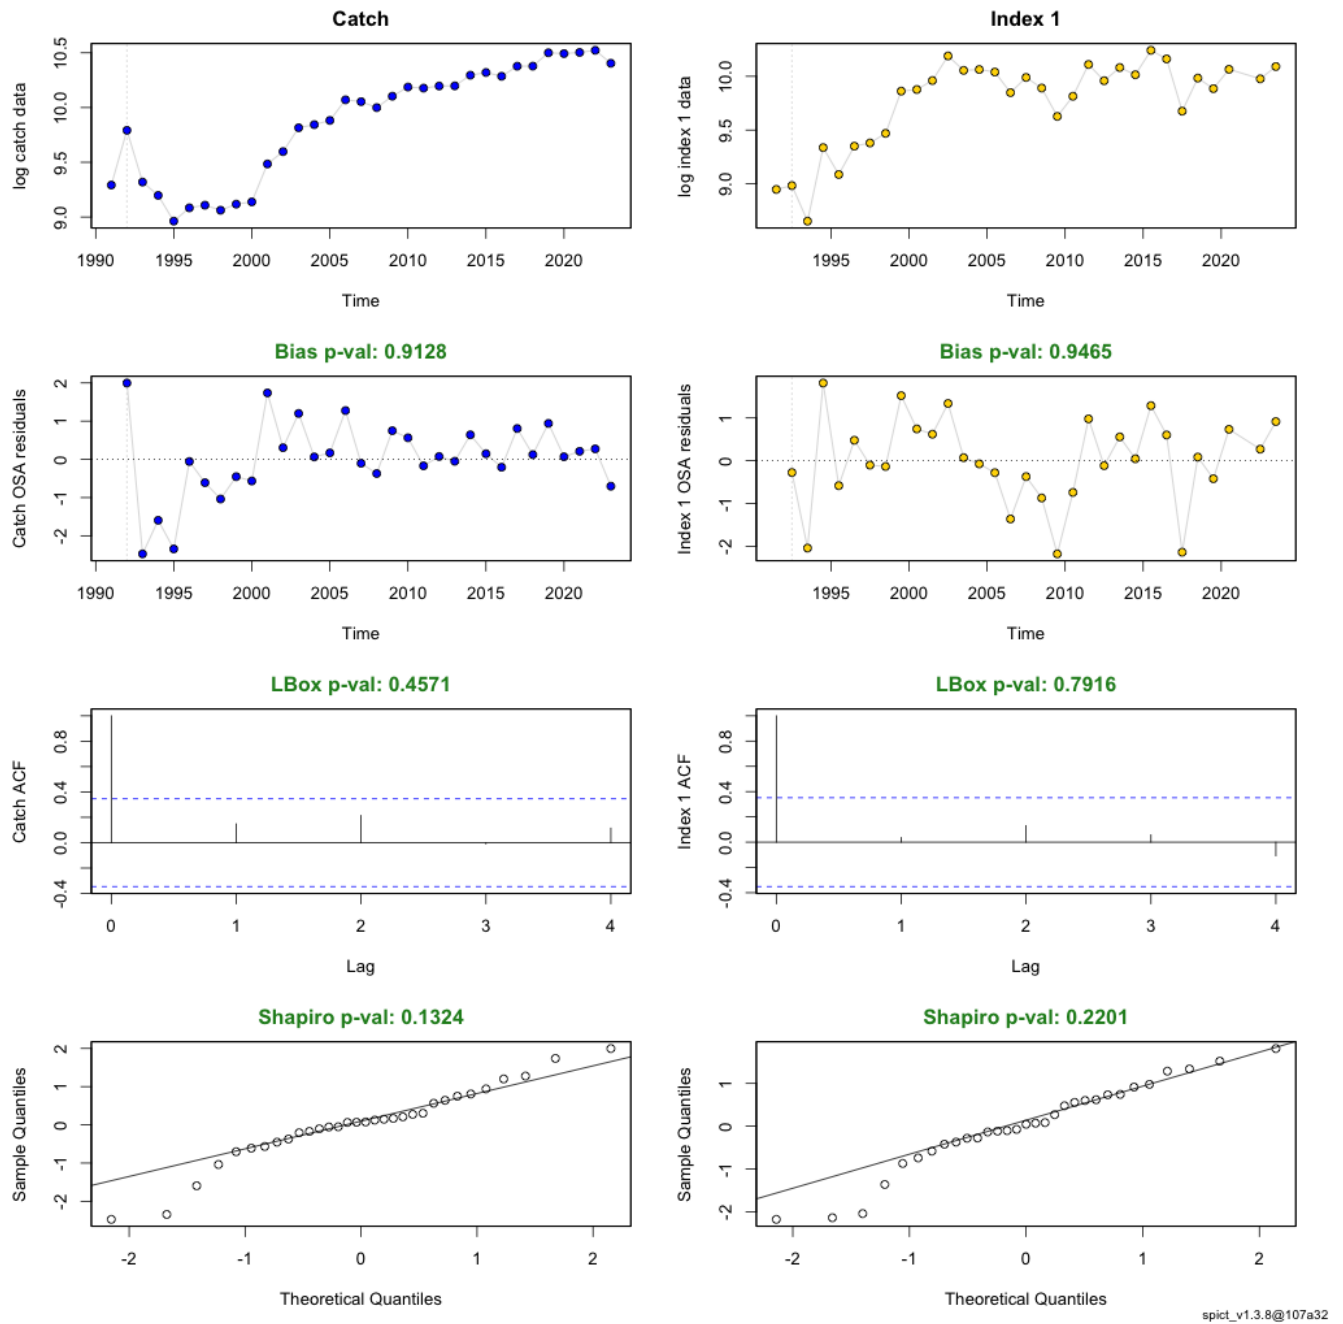 Catch
log catch data
9.0 9.5 10.0 10.5
1990 1995 2000 2005 2010 2015 2020
Time
Index 1
log index 1 data
9.0 9.5 10.0
1995 2000 2005 2010 2015 2020
Time
Bias p-val: 0.9128
Catch OSA residuals
-2 -1 0 1 2
1990 1995 2000 2005 2010 2015 2020
Time
Bias p-val: 0.9465
Index 1 OSA residuals
-2 -1 0 1
1995 2000 2005 2010 2015 2020
Time
LBox p-val: 0.4571
Catch ACF
-0.4 0.0 0.4 0.8
0 1 2 3 4
Lag
LBox p-val: 0.7916
Index 1 ACF
-0.4 0.0 0.4 0.8
0 1 2 3 4
Lag
Shapiro p-val: 0.1324
Sample Quantiles
-2 -1 0 1 2
-2 -1 0 1 2
Theoretical Quantiles
Shapiro p-val: 0.2201
Sample Quantiles
-2 -1 0 1
-2 -1 0 1 2
Theoretical Quantiles
spict_v1.3.8@107a32